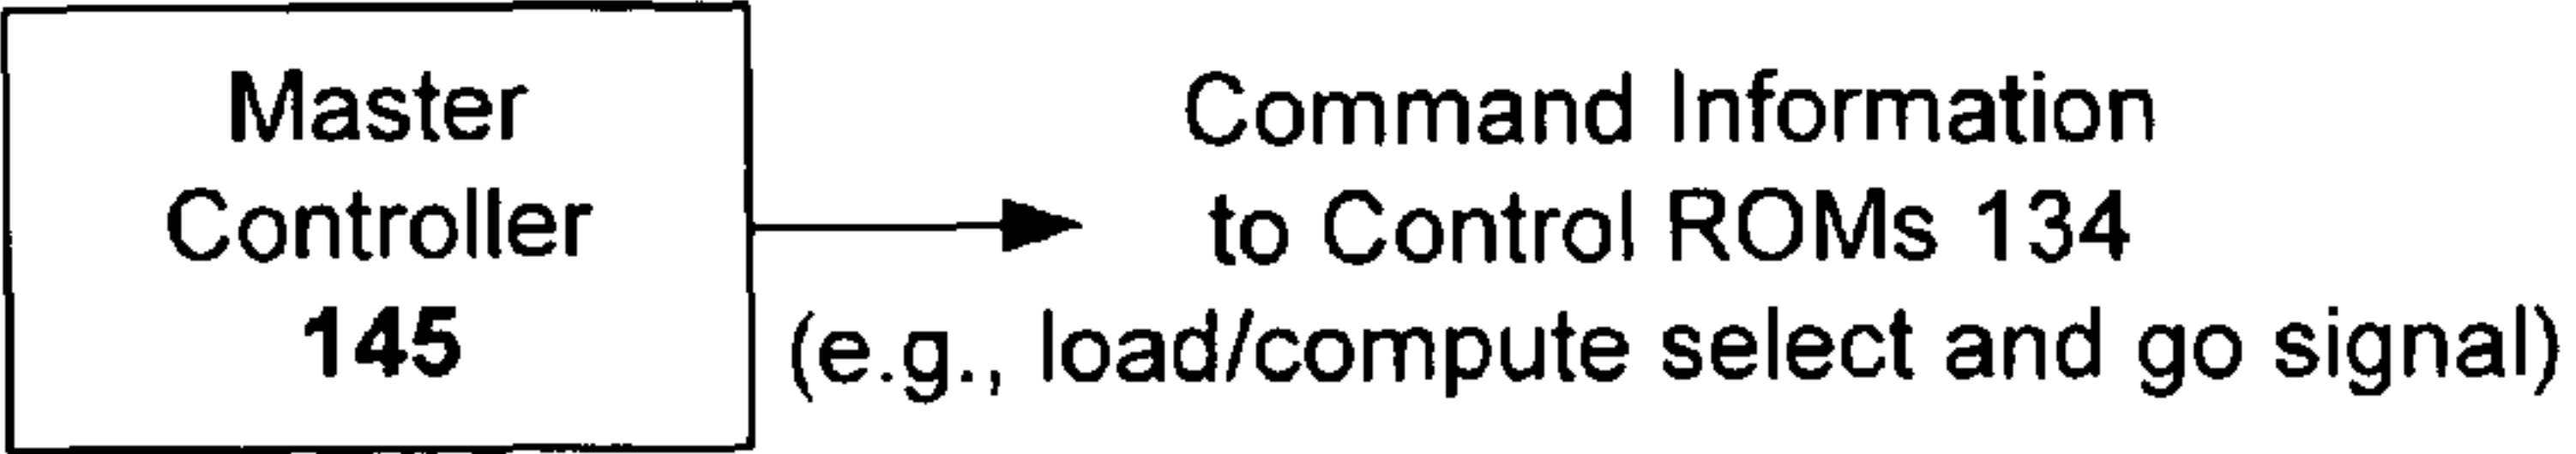 Master
Controller
145
Command Information
to Control ROMs 134
(e.g., load/compute select and go signal)